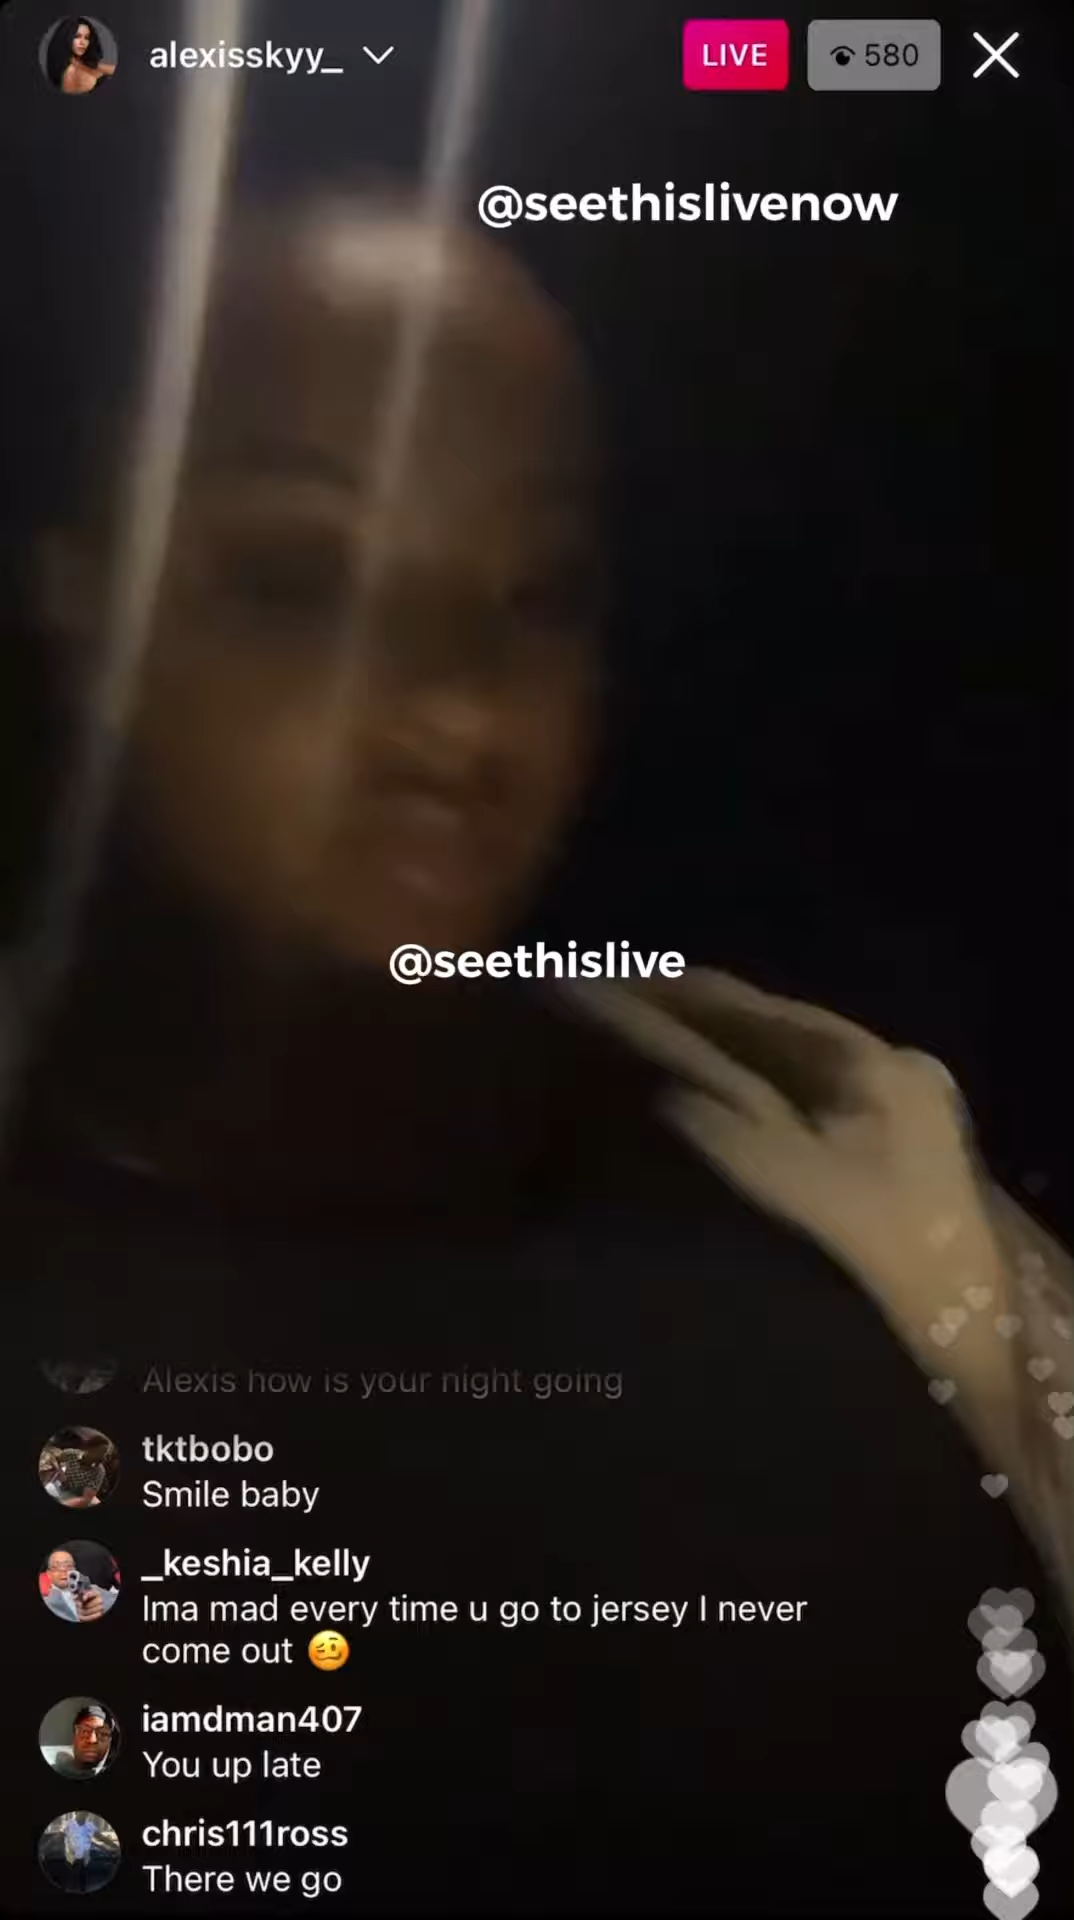 alexisskyy_
LIVE
580
@seethislivenow
@seethislive
Alexis how is your night going
tktbobo
Smile baby
_keshia_kelly
Ima mad every time u go to jersey I never
come out 🥴
iamdman407
You up late
chris111ross
There we go